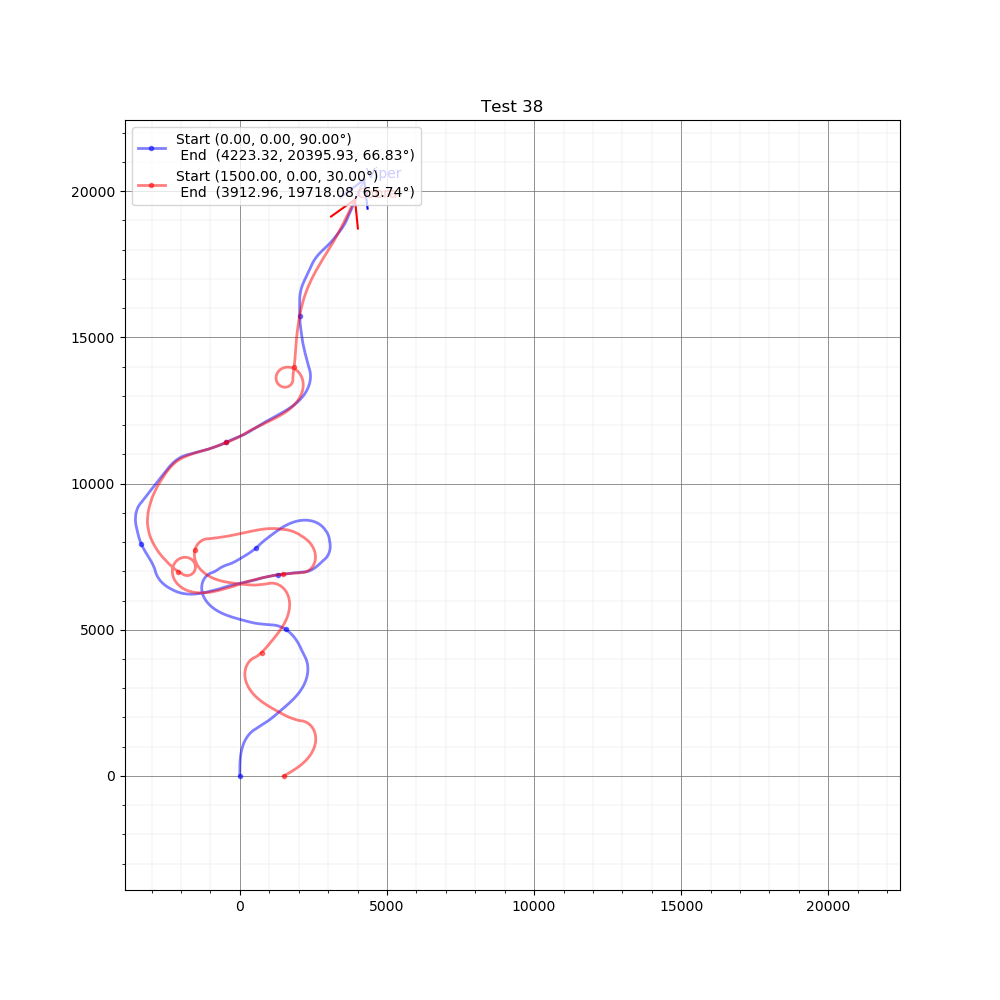 Test 38
Start (0.00, 0.00, 90.00°)
End (4223.32, 20395.93, 66.83°)
Start (1500.00, 0.00, 30.00°)
End (3912.96, 19718.08, 65.74°)
20000
15000
10000
5000
0
0
5000
10000
15000
20000